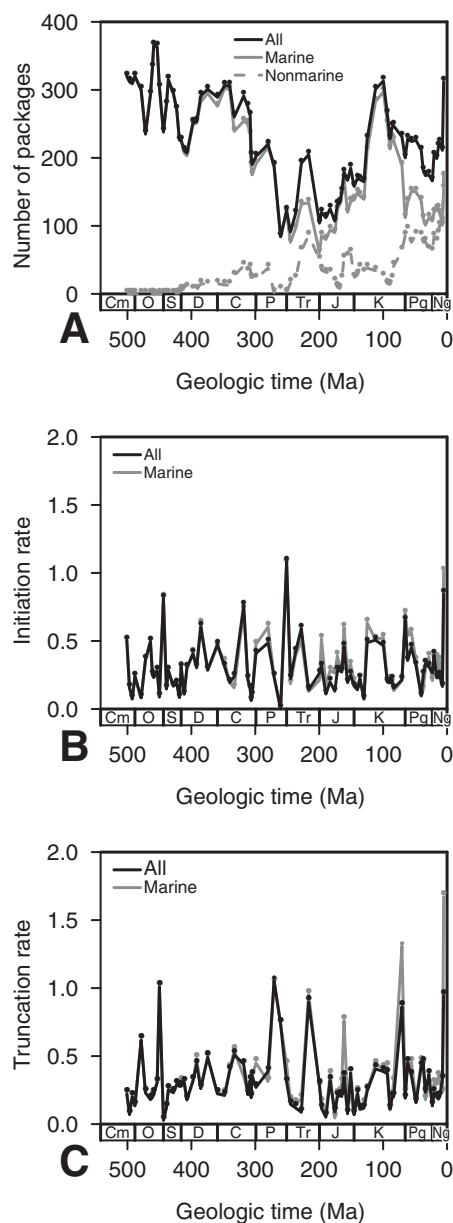 Number of packages
400
300
200
100
0
All
Marine
Nonmarine
Cm O S D C P Tr J K Pg Ng
500 400 300 200 100 0
A
Geologic time (Ma)
Initiation rate
2.0
1.5
1.0
0.5
0.0
All
Marine
Cm O S D C P Tr J K Pg Ng
500 400 300 200 100 0
B
Geologic time (Ma)
Truncation rate
2.0
1.5
1.0
0.5
0.0
All
Marine
Cm O S D C P Tr J K Pg Ng
500 400 300 200 100 0
C
Geologic time (Ma)